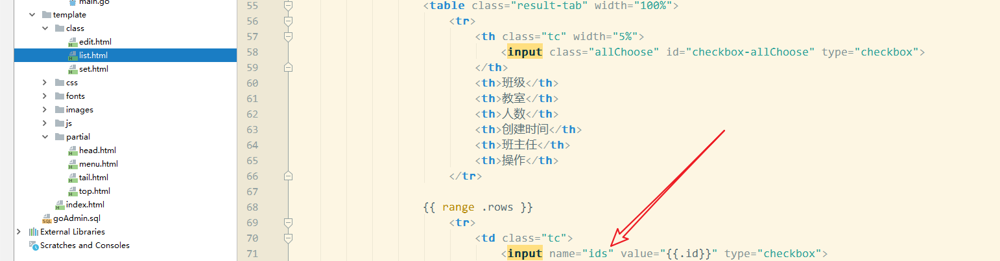 main.go
template
class
edit.html
list.html
set.html
css
fonts
images
js
partial
head.html
menu.html
tail.html
top.html
index.html
goAdmin.sql
External Libraries
Scratches and Consoles
55 <table class="result-tab" width="100%">
56 <tr>
57 <th class="tc" width="5%">
58 <input class="allChoose" id="checkbox-allChoose" type="checkbox">
59 </th>
60 <th>班级</th>
61 <th>教室</th>
62 <th>人数</th>
63 <th>创建时间</th>
64 <th>班主任</th>
65 <th>操作</th>
66 </tr>
67
68 {{ range .rows }}
69 <tr>
70 <td class="tc">
71 <input name="ids" value="{{.id}}" type="checkbox">